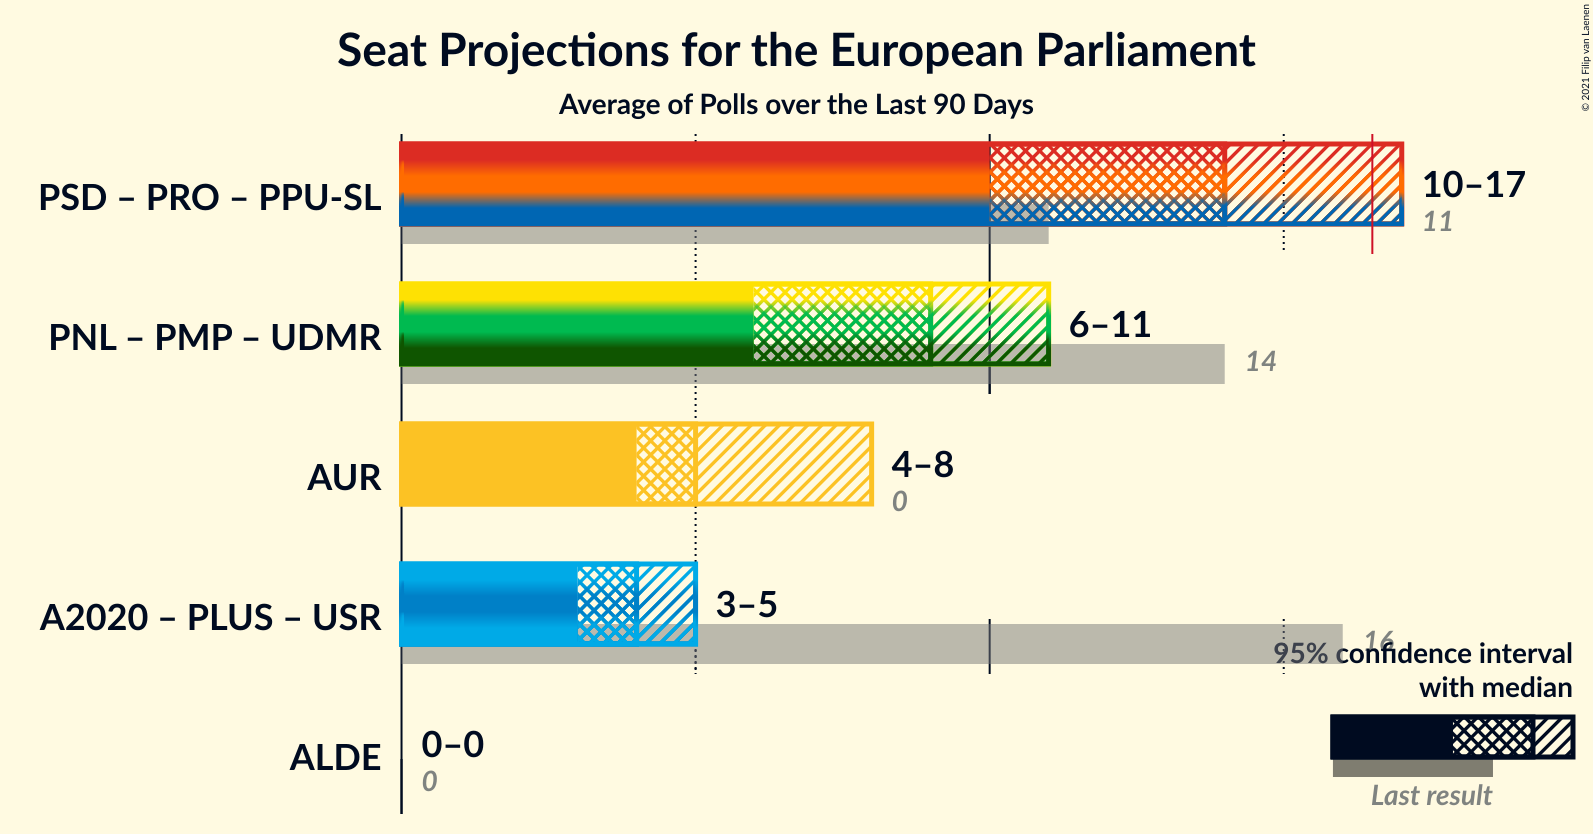 Seat Projections for the European Parliament
Average of Polls over the Last 90 Days
© 2021 Filip van Laenen
PSD – PRO – PPU-SL
10–17
11
PNL – PMP – UDMR
6–11
14
AUR
4–8
0
A2020 – PLUS – USR
3–5
16
95% confidence interval
with median
Last result
ALDE
0–0
0